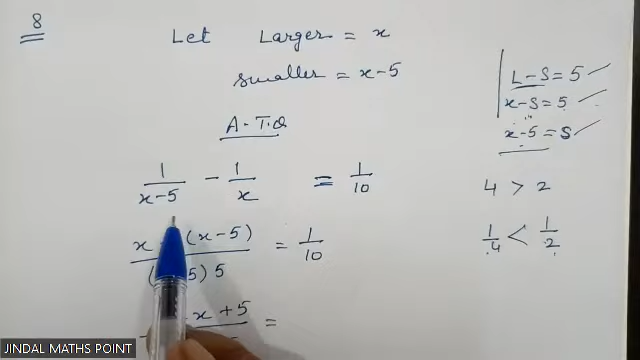 8
Let Larger = x
smaller = x-5
A.T.Q
1/(x-5) - 1/x = 1/10
x (x-5) / ( 5) 5 = 1/10
-x + 5 =
L-S=5
x-S=5
x-5=S
4 > 2
1/4 < 1/2
JINDAL MATHS POINT